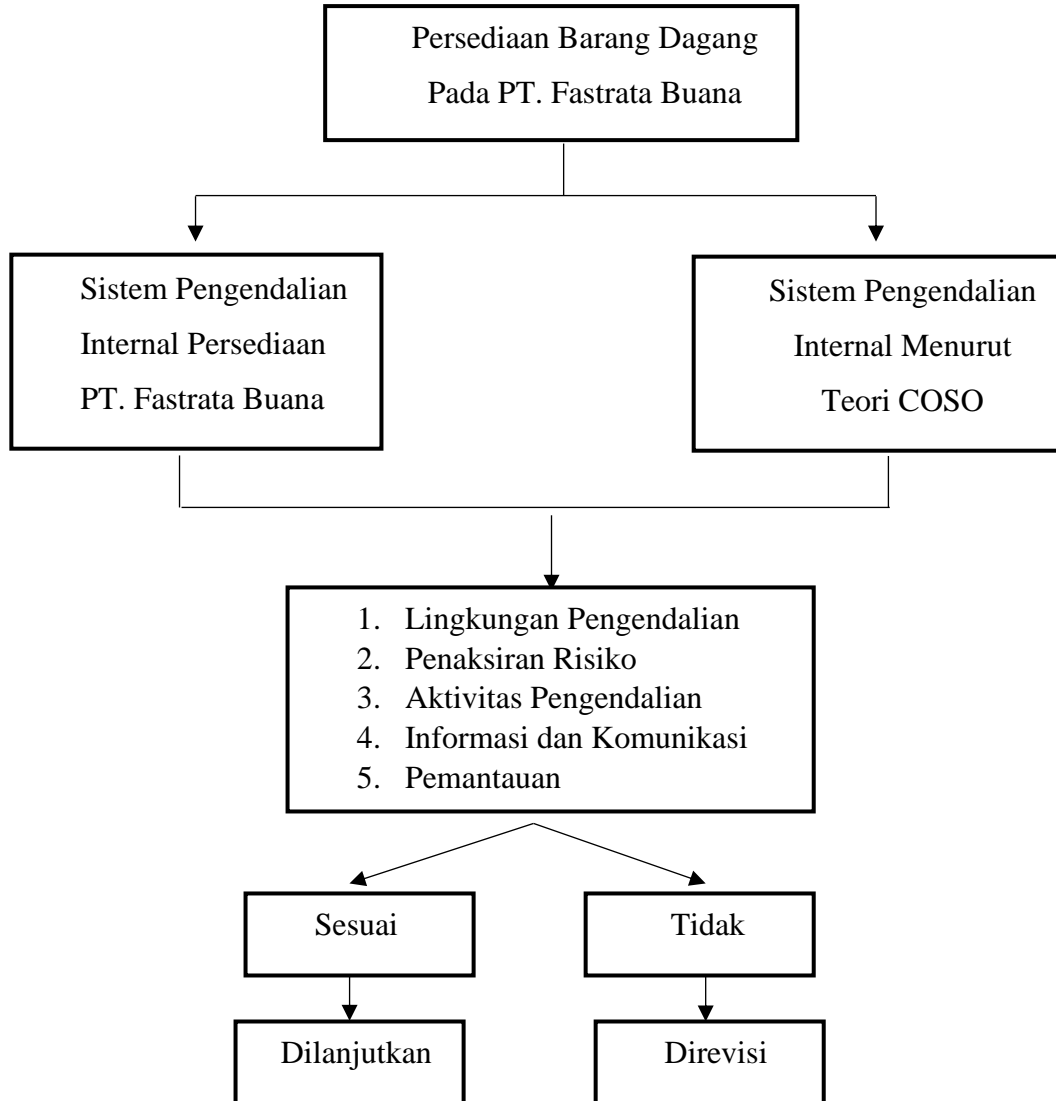 Persediaan Barang Dagang
Pada PT. Fastrata Buana
Sistem Pengendalian
Internal Persediaan
PT. Fastrata Buana
Sistem Pengendalian
Internal Menurut
Teori COSO
1. Lingkungan Pengendalian
2. Penaksiran Risiko
3. Aktivitas Pengendalian
4. Informasi dan Komunikasi
5. Pemantauan
Sesuai
Tidak
Dilanjutkan
Direvisi